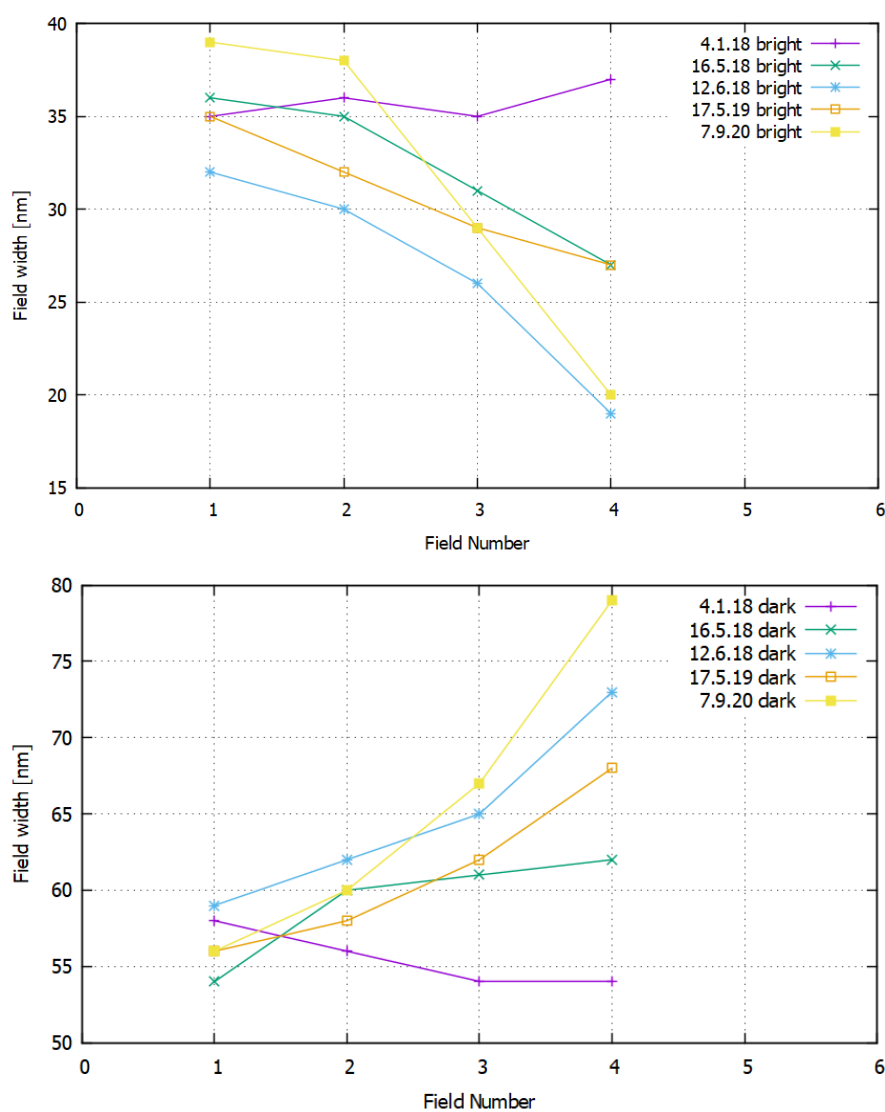 40
35
30
25
20
15
Field width [nm]
4.1.18 bright
16.5.18 bright
12.6.18 bright
17.5.19 bright
7.9.20 bright
0 1 2 3 4 5 6
Field Number
80
75
70
65
60
55
50
Field width [nm]
4.1.18 dark
16.5.18 dark
12.6.18 dark
17.5.19 dark
7.9.20 dark
0 1 2 3 4 5 6
Field Number